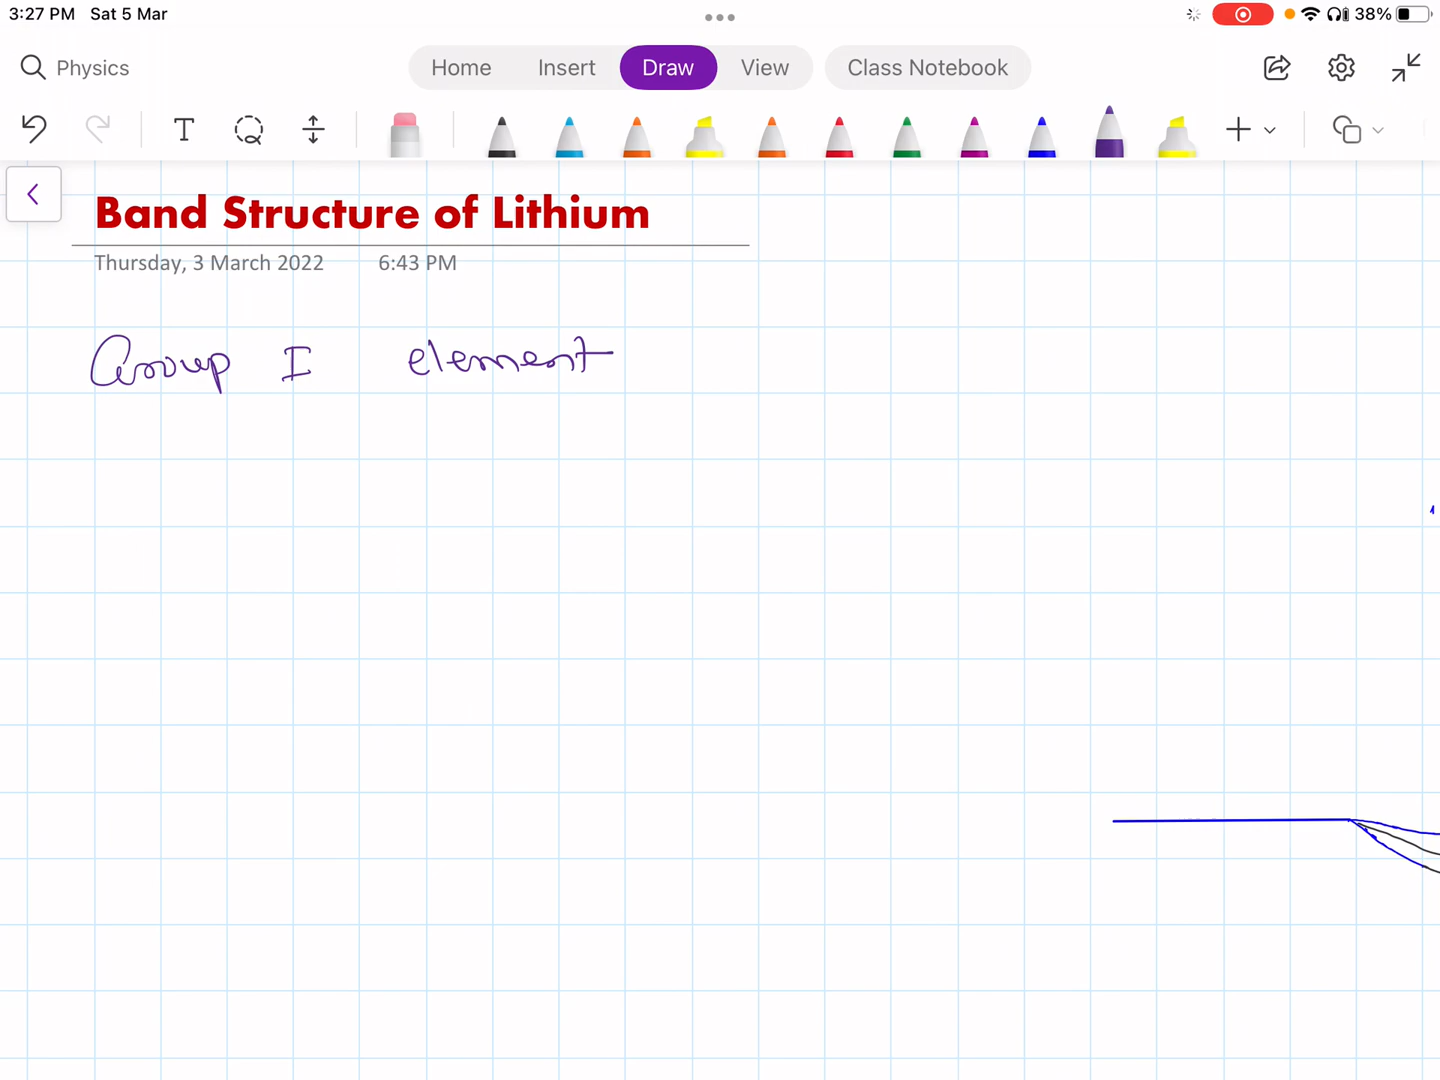 3:27 PM Sat 5 Mar
38%
Physics
Home Insert Draw View Class Notebook
T
Band Structure of Lithium
Thursday, 3 March 2022 6:43 PM
Group I element